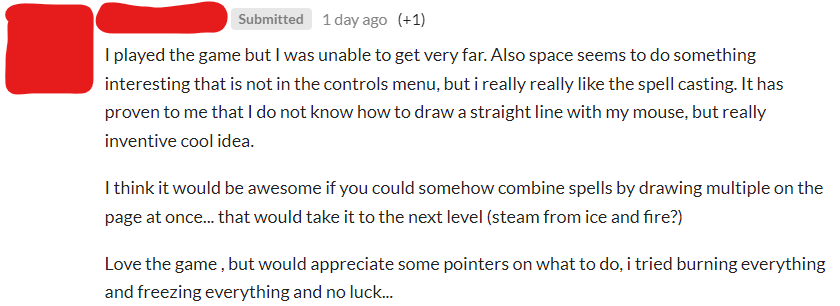 Submitted 1 day ago (+1)
I played the game but I was unable to get very far. Also space seems to do something
interesting that is not in the controls menu, but i really really like the spell casting. It has
proven to me that I do not know how to draw a straight line with my mouse, but really
inventive cool idea.
I think it would be awesome if you could somehow combine spells by drawing multiple on the
page at once... that would take it to the next level (steam from ice and fire?)
Love the game , but would appreciate some pointers on what to do, i tried burning everything
and freezing everything and no luck...